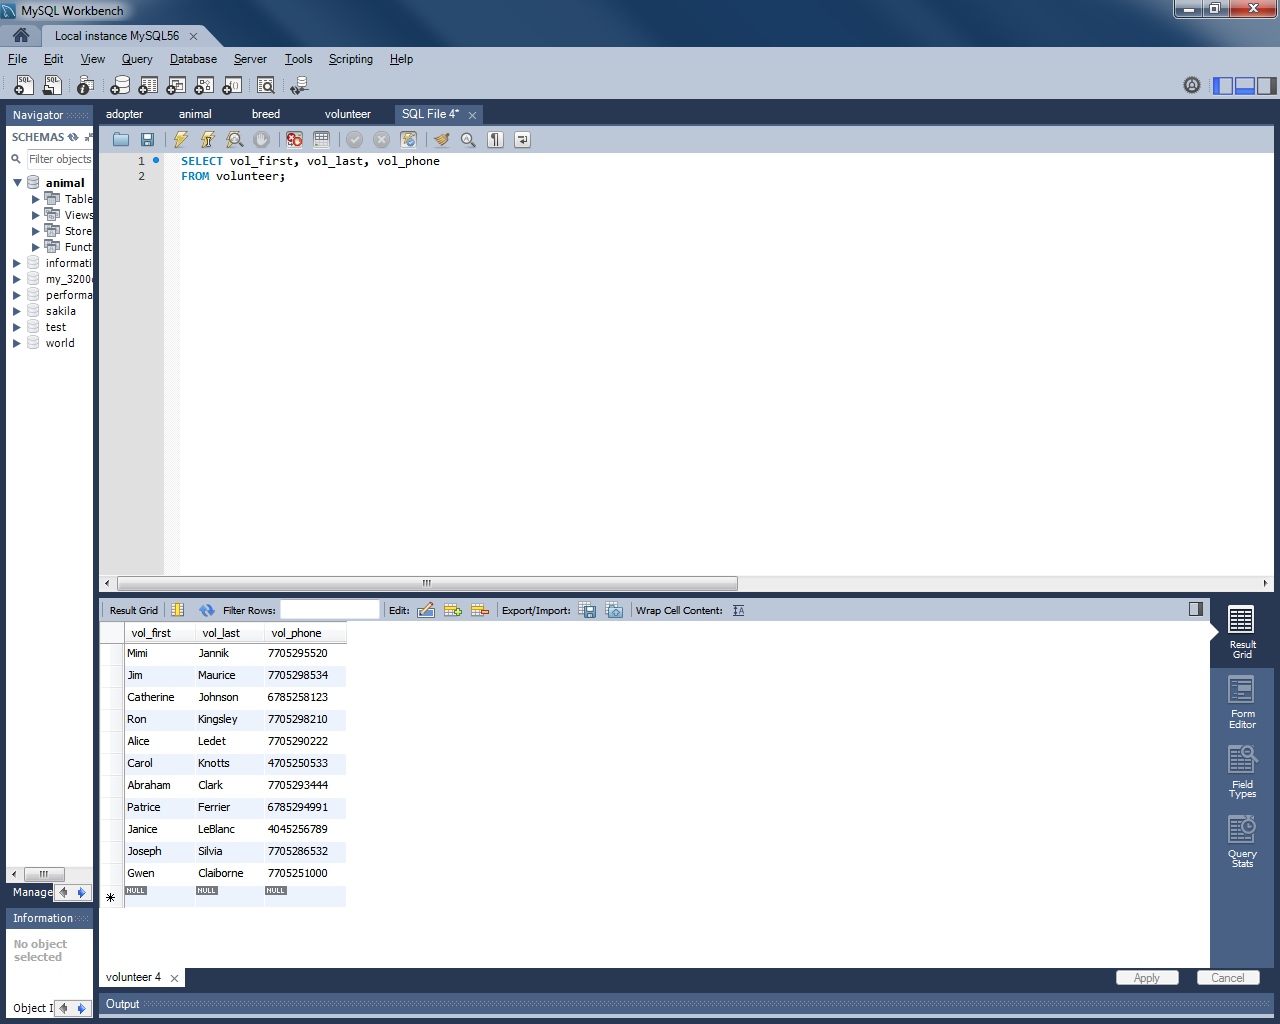 MySQL Workbench
Local instance MySQL56
File Edit View Query Database Server Tools Scripting Help
Navigator
SCHEMAS
Filter objects
animal
Table
Views
Store
Functi
informati
my_3200
performa
sakila
test
world
Manage
Information
No object
selected
Object I
adopter animal breed volunteer SQL File 4*
1 SELECT vol_first, vol_last, vol_phone
2 FROM volunteer;
Result Grid Filter Rows: Edit: Export/Import: Wrap Cell Content:
vol_first vol_last vol_phone
Mimi Jannik 7705295520
Jim Maurice 7705298534
Catherine Johnson 6785258123
Ron Kingsley 7705298210
Alice Ledet 7705290222
Carol Knotts 4705250533
Abraham Clark 7705293444
Patrice Ferrier 6785294991
Janice LeBlanc 4045256789
Joseph Silvia 7705286532
Gwen Claiborne 7705251000
NULL NULL NULL
Result
Grid
Form
Editor
Field
Types
Query
Stats
volunteer 4
Apply Cancel
Output